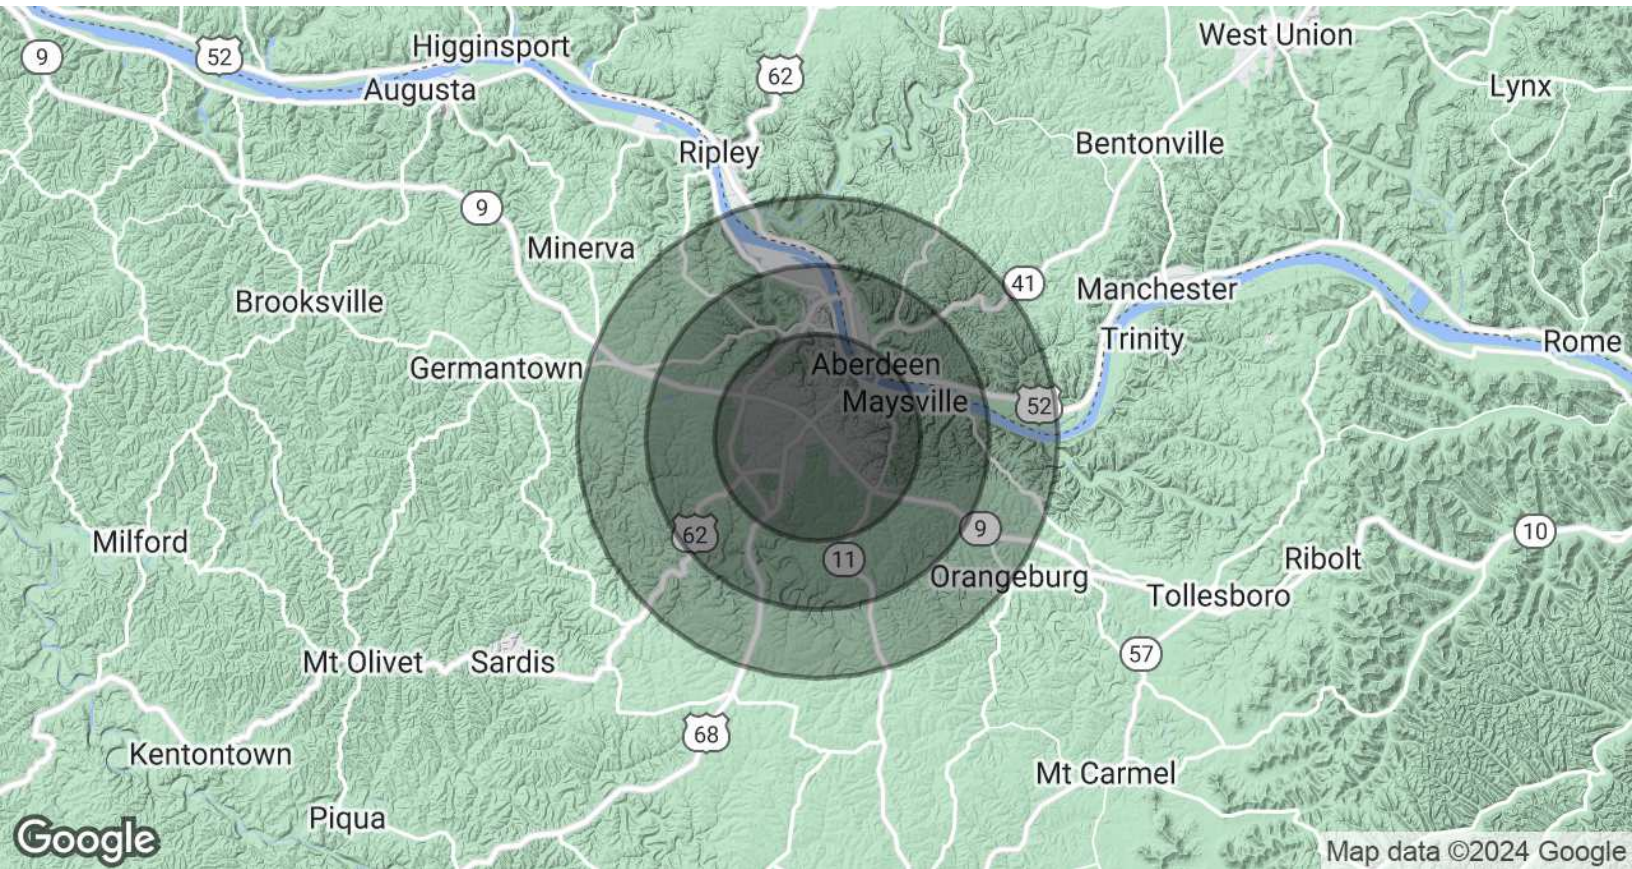 West Union
Higginsport
9
52
62
Lynx
Augusta
Bentonville
Ripley
9
Minerva
41
Manchester
Brooksville
Trinity
Rome
Aberdeen
Germantown
Maysville
52
62
9
10
Milford
11
Ribolt
Orangeburg
Tollesboro
57
Mt Olivet
Sardis
68
Kentontown
Mt Carmel
Piqua
Google
Map data ©2024 Google